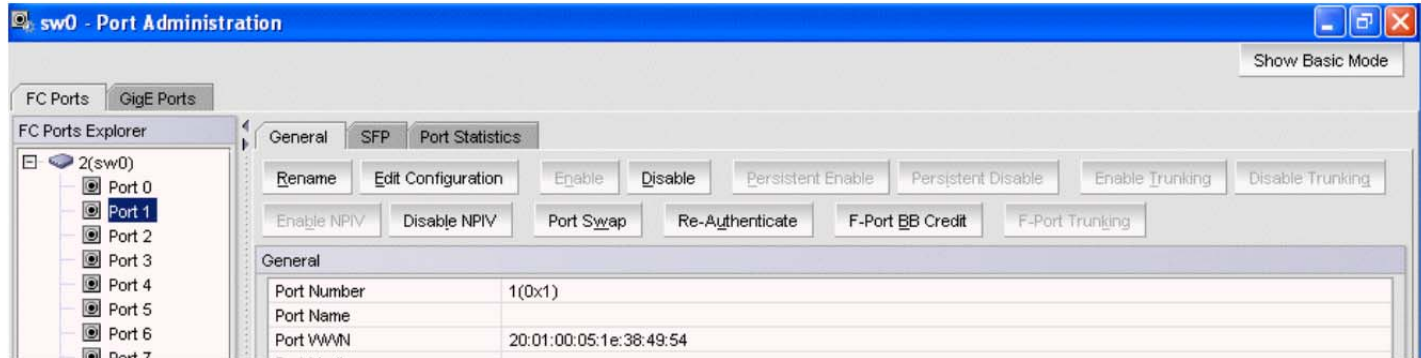 sw0 - Port Administration
Show Basic Mode
FC Ports GigE Ports
FC Ports Explorer
2(sw0)
Port 0
Port 1
Port 2
Port 3
Port 4
Port 5
Port 6
Port 7
General SFP Port Statistics
Rename Edit Configuration Enable Disable Persistent Enable Persistent Disable Enable Trunking Disable Trunking
Enable NPIV Disable NPIV Port Swap Re-Authenticate F-Port BB Credit F-Port Trunking
General
Port Number 1(0x1)
Port Name
Port WWN 20:01:00:05:1e:38:49:54